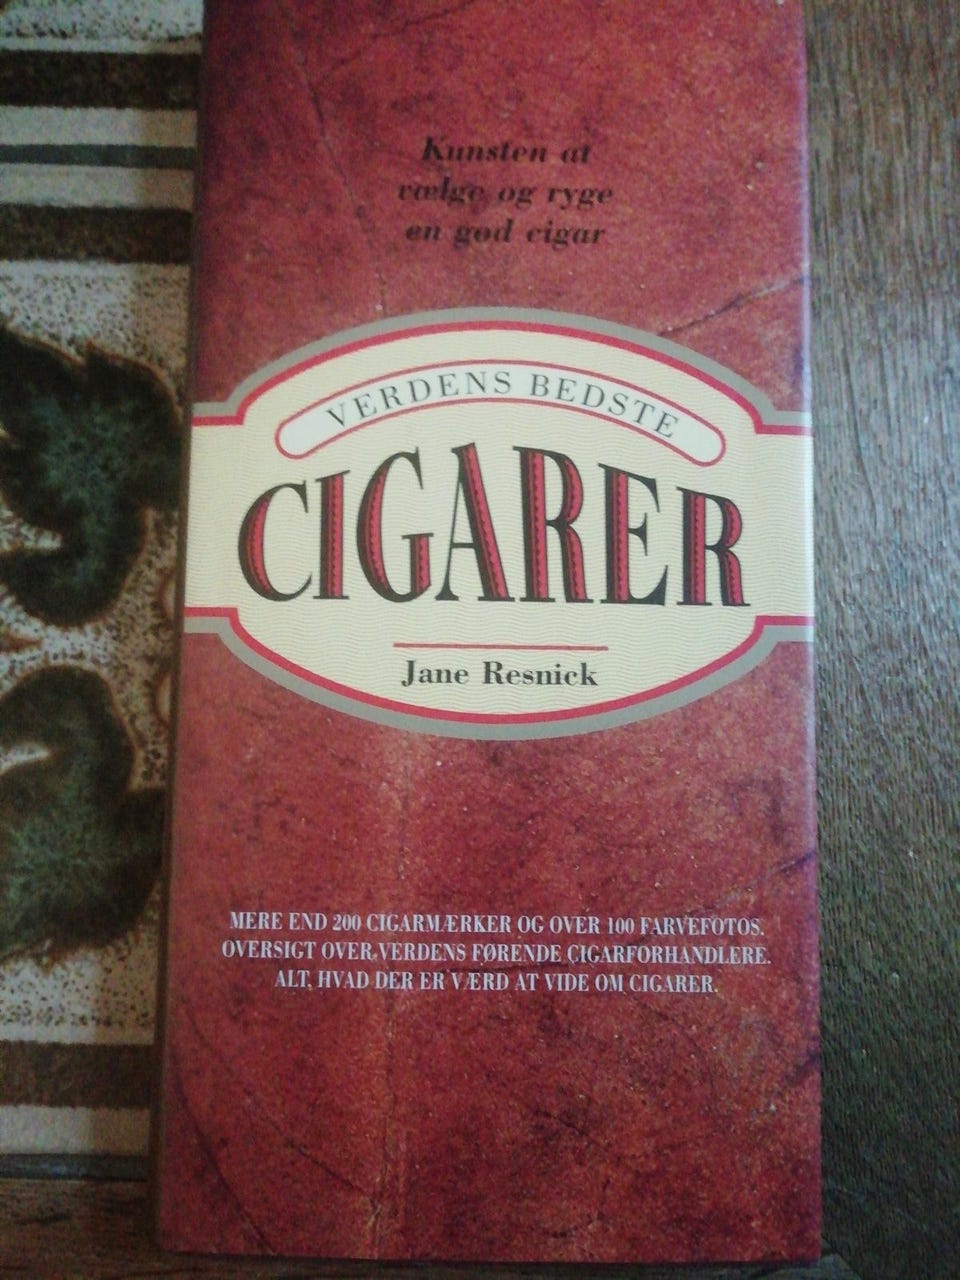 Kunsten at
vælge og ryge
en god cigar
VERDENS BEDSTE
CIGARER
Jane Resnick
MERE END 200 CIGARMÆRKER OG OVER 100 FARVEFOTOS.
OVERSIGT OVER VERDENS FØRENDE CIGARFORHANDLERE.
ALT, HVAD DER ER VÆRD AT VIDE OM CIGARER.